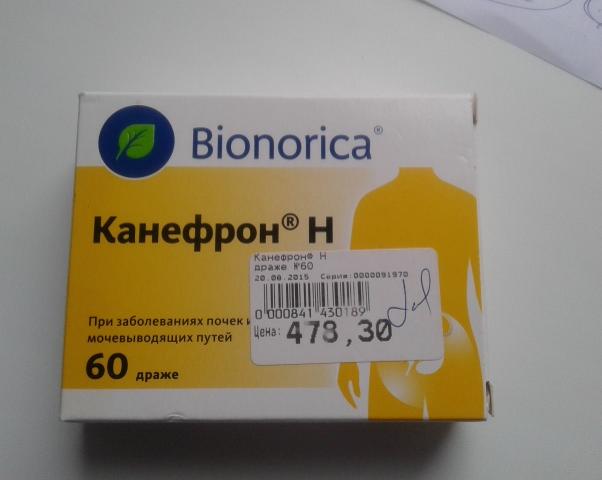 Bionorica®
Канефрон® Н
Канефрон® Н
драже №60
20.08.2015 Серия:0000091970
0 000841 430189
Цена: 478,30
При заболеваниях почек и
мочевыводящих путей
60 драже